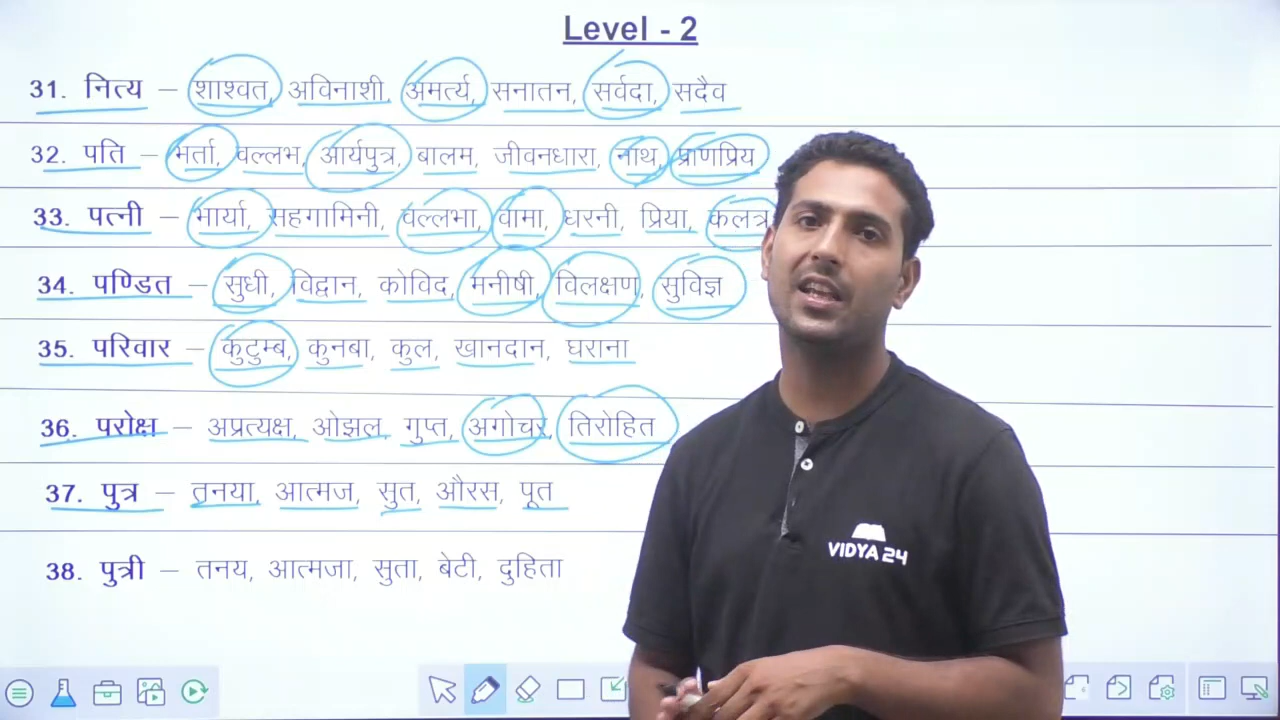 Level - 2
31. नित्य – शाश्वत, अविनाशी, अमर्त्य, सनातन, सर्वदा, सदैव
32. पति – भर्ता, वल्लभ, आर्यपुत्र, बालम, जीवनधारा, नाथ, प्राणप्रिय
33. पत्नी – भार्या, सहगामिनी, वल्लभा, वामा, धरनी, प्रिया, कलत्र
34. पण्डित – सुधी, विद्वान, कोविद, मनीषी, विलक्षण, सुविज्ञ
35. परिवार – कुटुम्ब, कुनबा, कुल, खानदान, घराना
36. परोक्ष – अप्रत्यक्ष, ओझल, गुप्त, अगोचर, तिरोहित
37. पुत्र – तनया, आत्मज, सुत, औरस, पूत
38. पुत्री – तनय, आत्मजा, सुता, बेटी, दुहिता
VIDYA 24